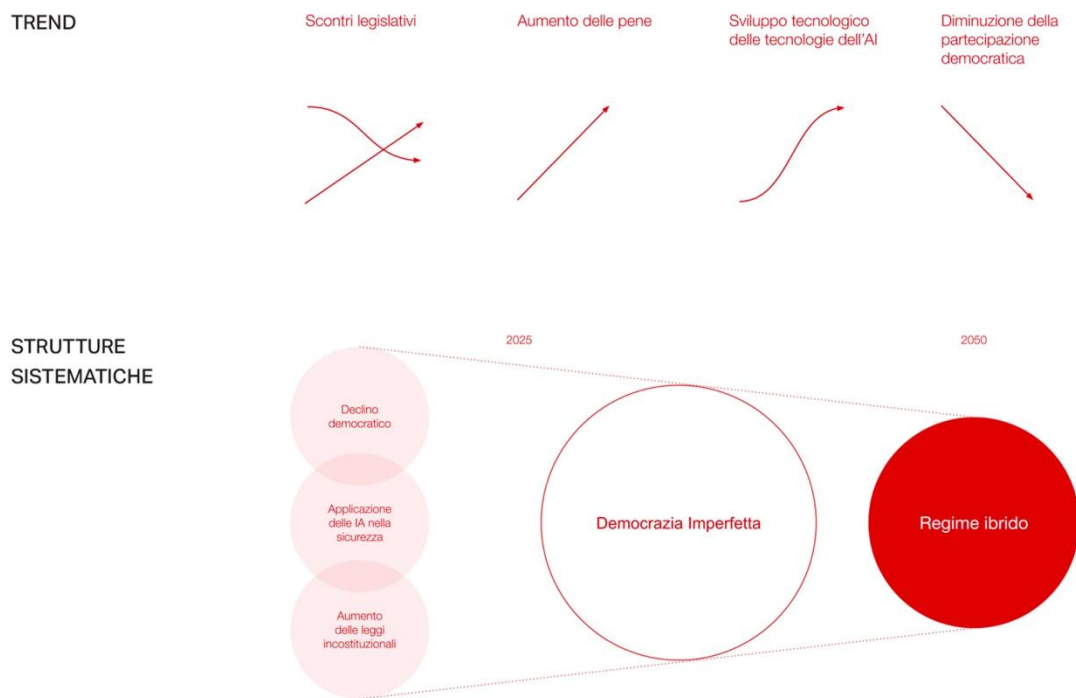 TREND
Scontri legislativi
Aumento delle pene
Sviluppo tecnologico
delle tecnologie dell'AI
Diminuzione della
partecipazione
democratica
STRUTTURE
SISTEMATICHE
2025
2050
Declino
democratico
Applicazione
delle IA nella
sicurezza
Aumento
delle leggi
incostituzionali
Democrazia Imperfetta
Regime ibrido